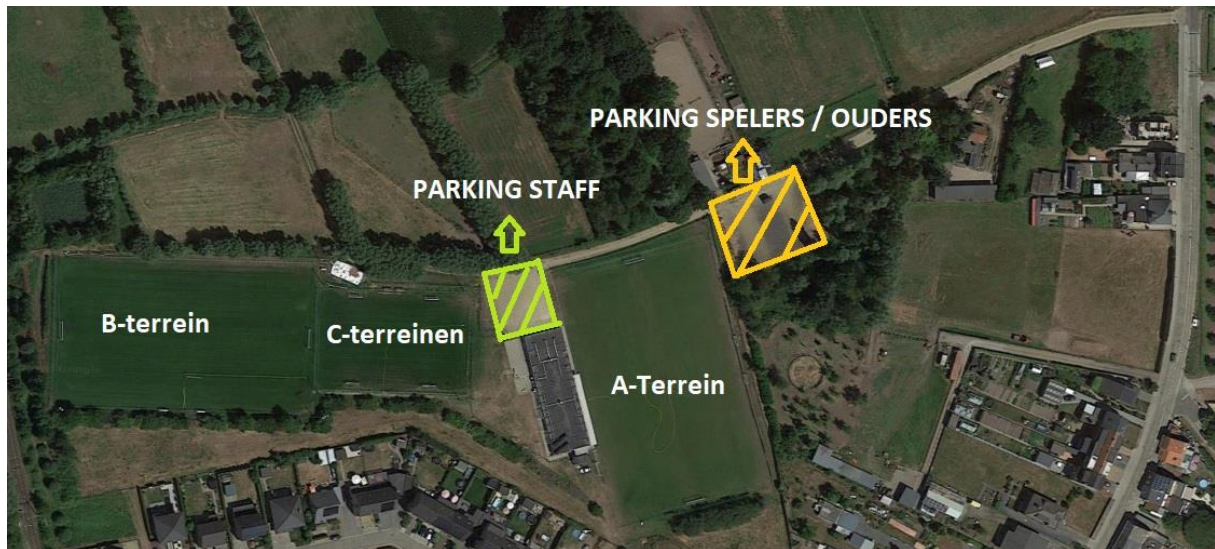 PARKING SPELERS / OUDERS
PARKING STAFF
B-terrein
C-terreinen
A-Terrein